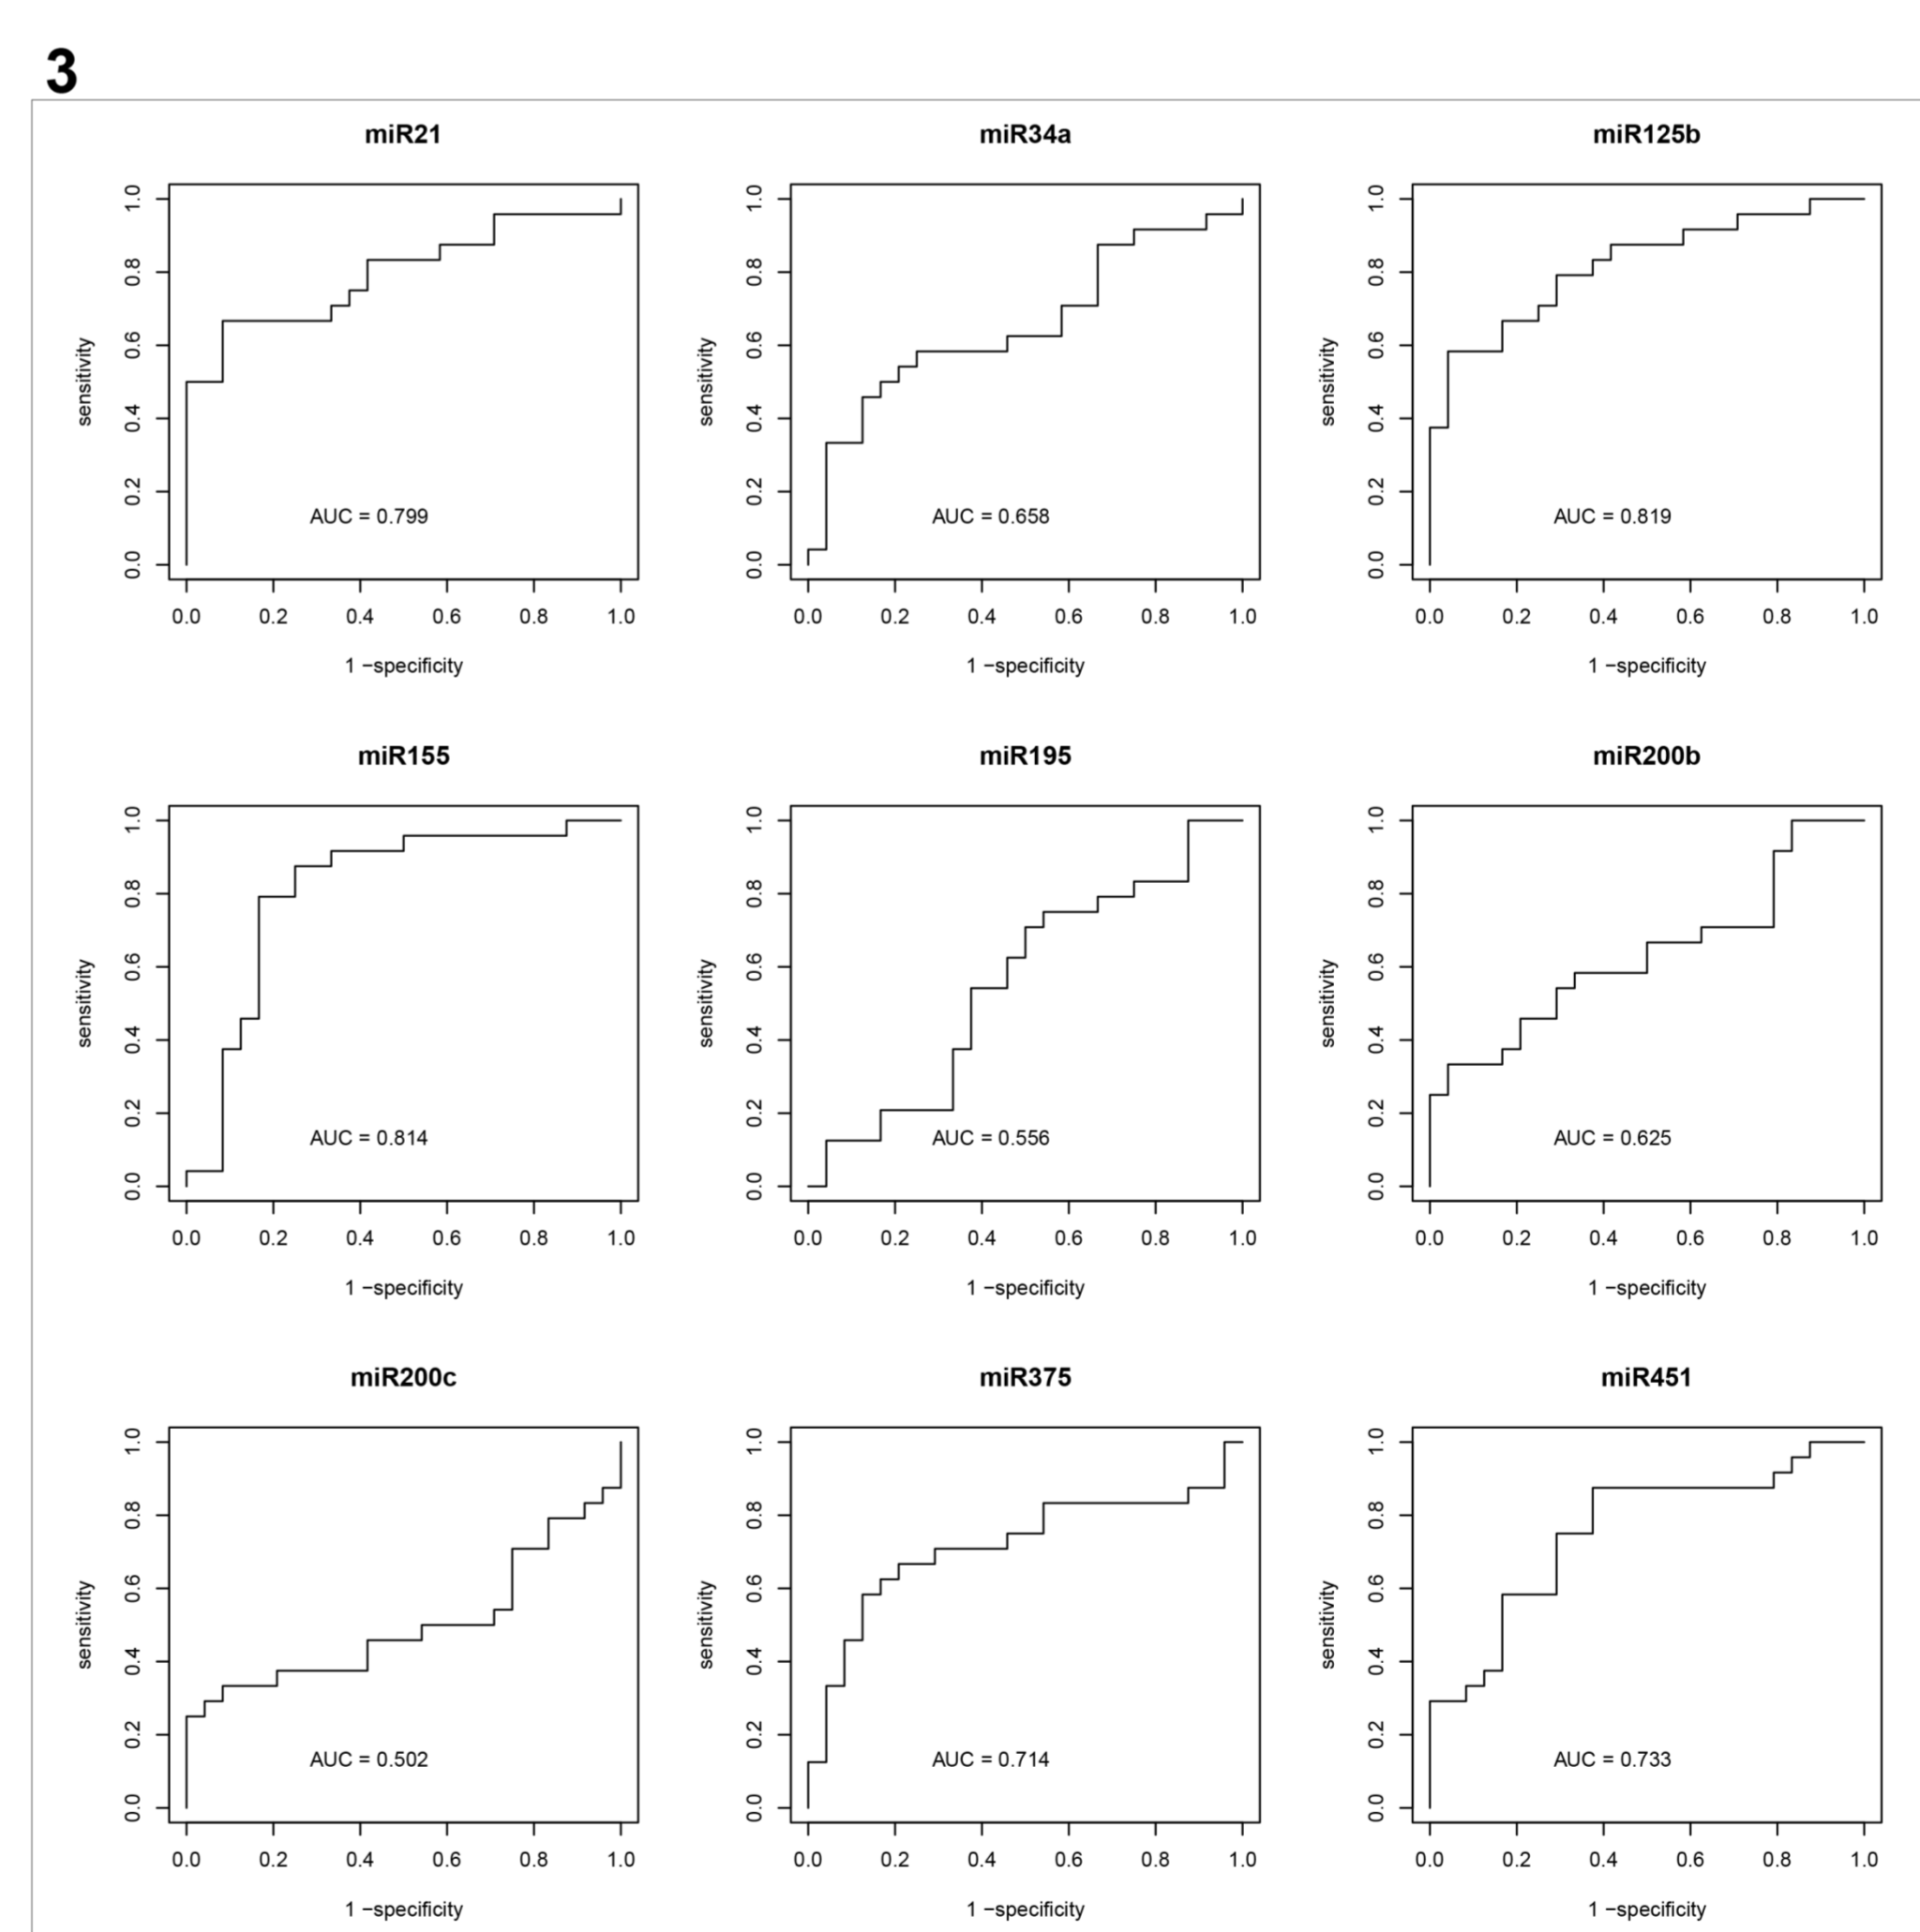 3
miR21 miR34a miR125b
sensitivity sensitivity sensitivity
1.0 1.0 1.0
0.8 0.8 0.8
0.6 0.6 0.6
0.4 0.4 0.4
0.2 0.2 0.2
AUC = 0.799 AUC = 0.658 AUC = 0.819
0.0 0.0 0.0
0.0 0.2 0.4 0.6 0.8 1.0 0.0 0.2 0.4 0.6 0.8 1.0 0.0 0.2 0.4 0.6 0.8 1.0
1 −specificity 1 −specificity 1 −specificity
miR155 miR195 miR200b
sensitivity sensitivity sensitivity
1.0 1.0 1.0
0.8 0.8 0.8
0.6 0.6 0.6
0.4 0.4 0.4
0.2 0.2 0.2
AUC = 0.814 AUC = 0.556 AUC = 0.625
0.0 0.0 0.0
0.0 0.2 0.4 0.6 0.8 1.0 0.0 0.2 0.4 0.6 0.8 1.0 0.0 0.2 0.4 0.6 0.8 1.0
1 −specificity 1 −specificity 1 −specificity
miR200c miR375 miR451
sensitivity sensitivity sensitivity
1.0 1.0 1.0
0.8 0.8 0.8
0.6 0.6 0.6
0.4 0.4 0.4
0.2 0.2 0.2
AUC = 0.502 AUC = 0.714 AUC = 0.733
0.0 0.0 0.0
0.0 0.2 0.4 0.6 0.8 1.0 0.0 0.2 0.4 0.6 0.8 1.0 0.0 0.2 0.4 0.6 0.8 1.0
1 −specificity 1 −specificity 1 −specificity